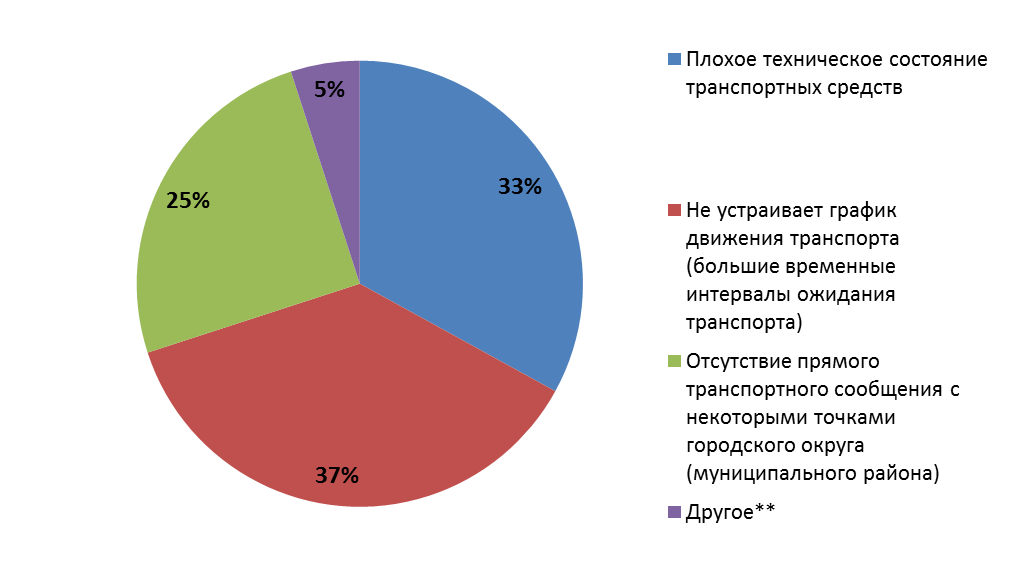 5%
33%
25%
37%
Плохое техническое состояние
транспортных средств
Не устраивает график
движения транспорта
(большие временные
интервалы ожидания
транспорта)
Отсутствие прямого
транспортного сообщения с
некоторыми точками
городского округа
(муниципального района)
Другое**